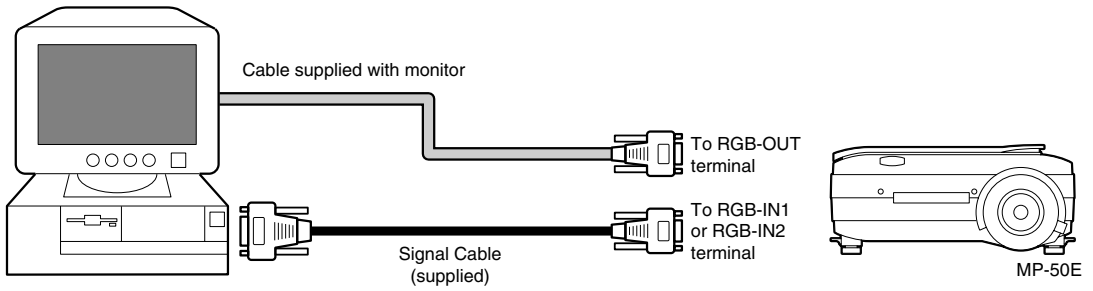 Cable supplied with monitor
To RGB-OUT
terminal
To RGB-IN1
or RGB-IN2
terminal
Signal Cable
(supplied)
MP-50E